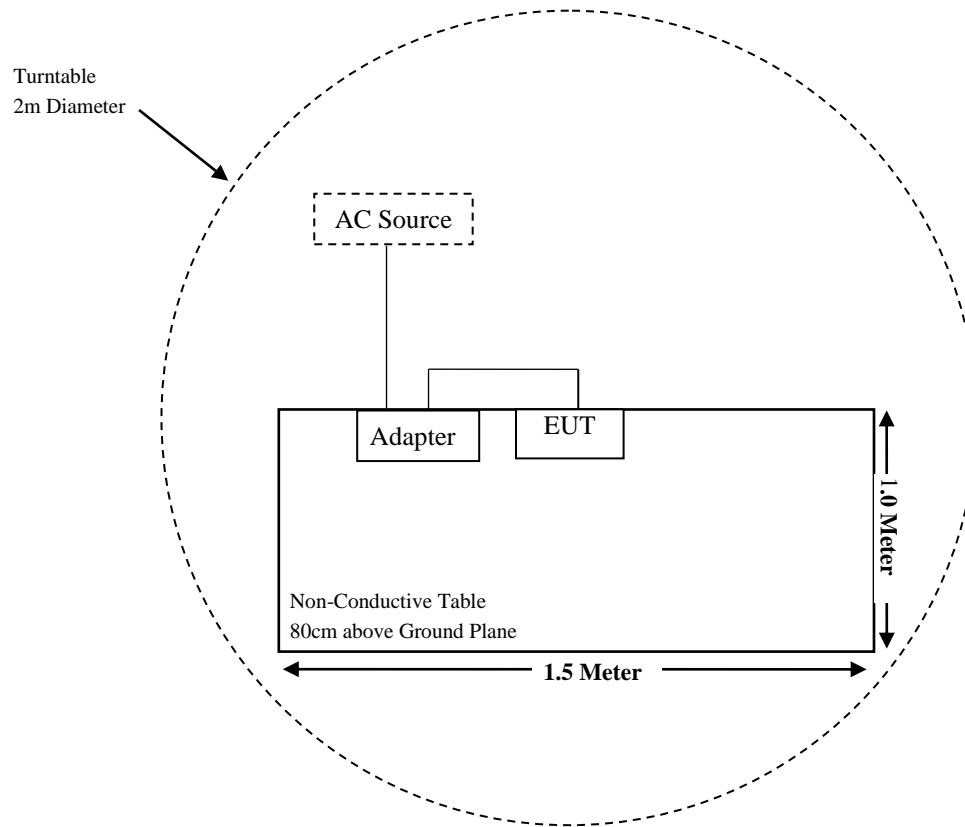 Turntable
2m Diameter
AC Source
Adapter
EUT
1.0 Meter
Non-Conductive Table
80cm above Ground Plane
1.5 Meter